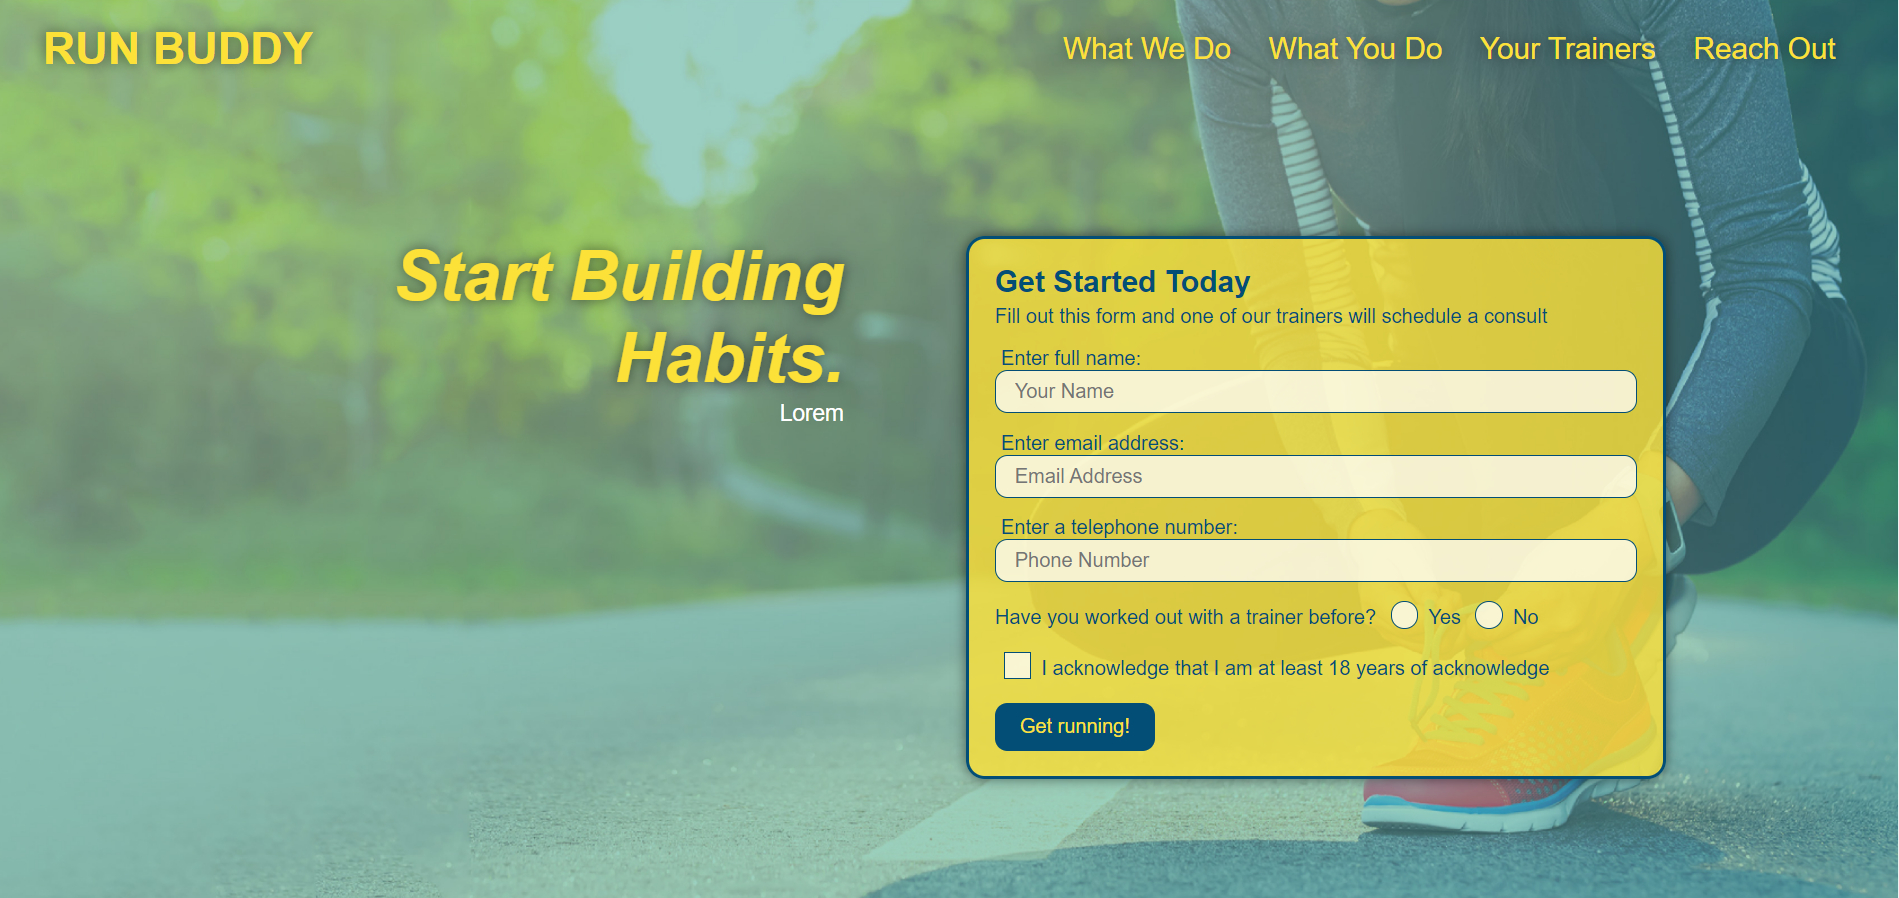 RUN BUDDY
What We Do What You Do Your Trainers Reach Out
Start Building
Habits.
Lorem
Get Started Today
Fill out this form and one of our trainers will schedule a consult
Enter full name:
Your Name
Enter email address:
Email Address
Enter a telephone number:
Phone Number
Have you worked out with a trainer before? Yes No
I acknowledge that I am at least 18 years of acknowledge
Get running!